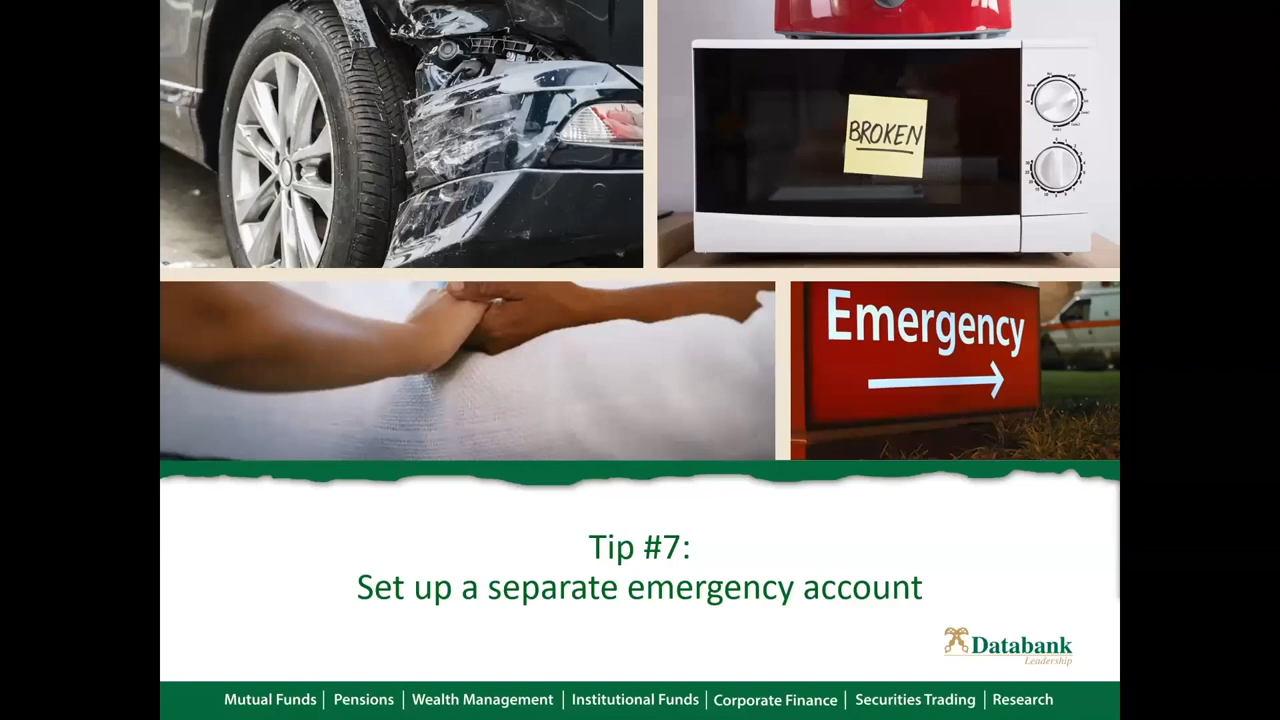 BROKEN
Emergency
Tip #7:
Set up a separate emergency account
Databank
Leadership
Mutual Funds | Pensions | Wealth Management | Institutional Funds | Corporate Finance | Securities Trading | Research